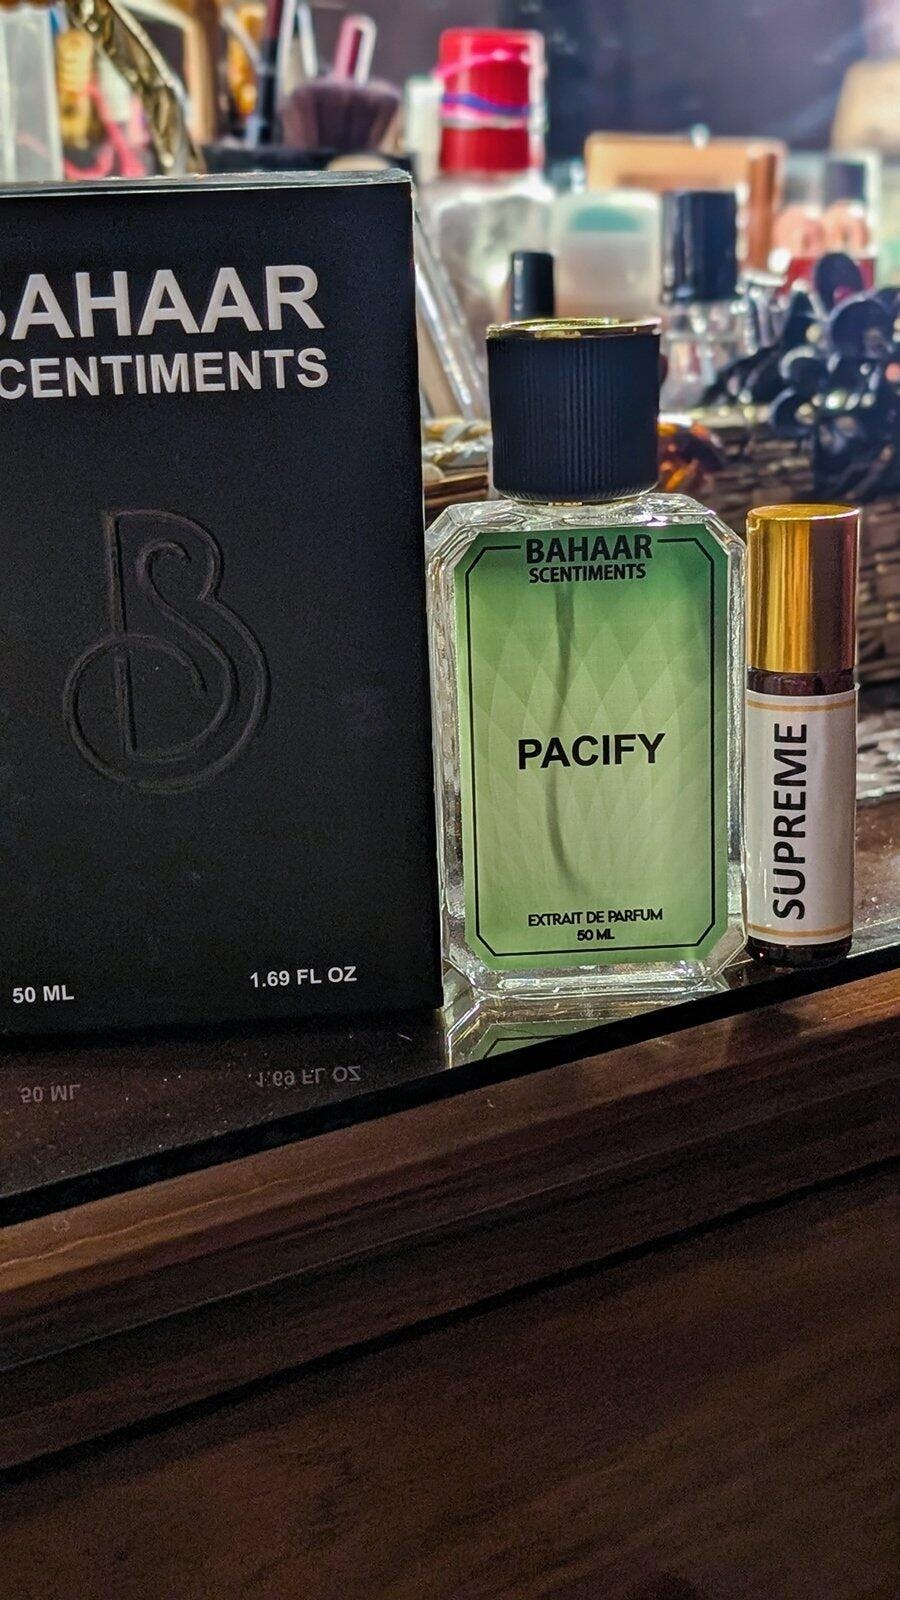 BAHAAR
SCENTIMENTS
50 ML
1.69 FL OZ
BAHAAR
SCENTIMENTS
PACIFY
EXTRAIT DE PARFUM
50 ML
SUPREME